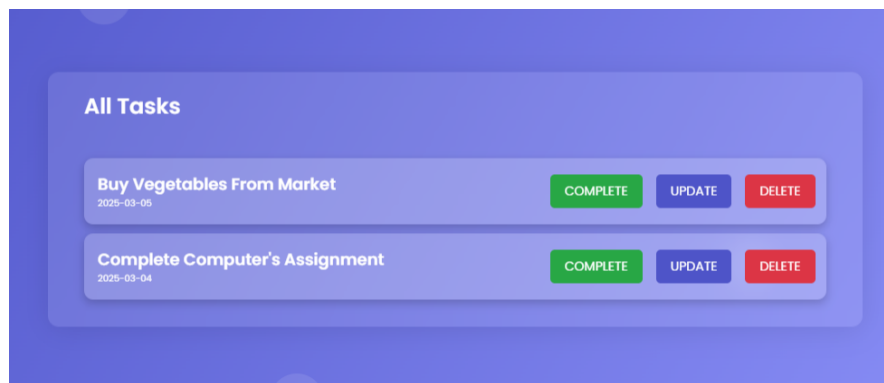 All Tasks
Buy Vegetables From Market
2025-03-05
COMPLETE UPDATE DELETE
Complete Computer's Assignment
2025-03-04
COMPLETE UPDATE DELETE